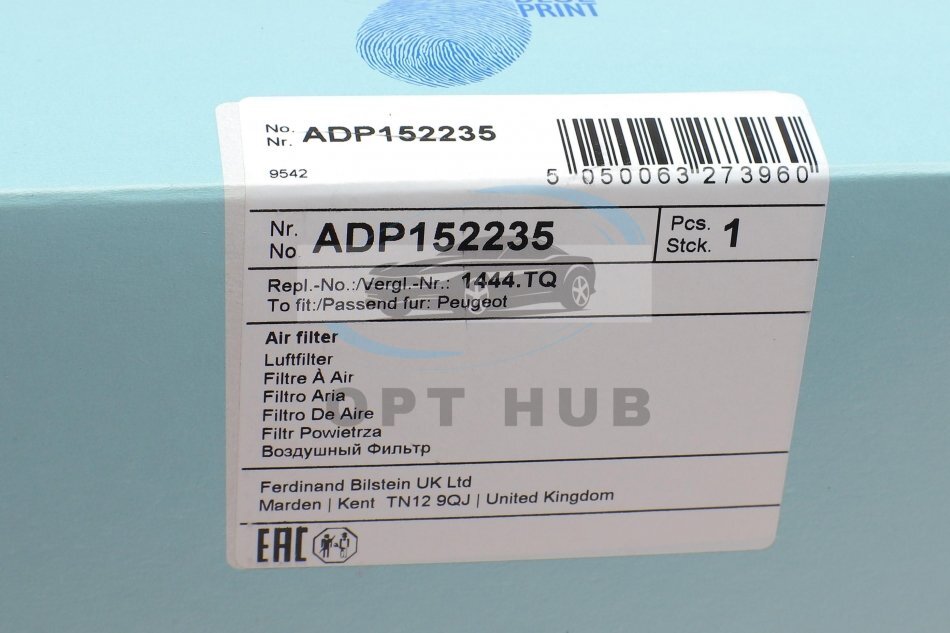 BLUE
PRINT
No.
Nr. ADP152235
9542
5 050063 273960
Nr.
No. ADP152235
Pcs.
Stck. 1
Repl.-No.:/Vergl.-Nr.: 1444.TQ
To fit:/Passend fur: Peugeot
Air filter
Luftfilter
Filtre À Air
Filtro Aria
Filtro De Aire
Filtr Powietrza
Воздушный Фильтр
OPT HUB
Ferdinand Bilstein UK Ltd
Marden | Kent TN12 9QJ | United Kingdom
EAC